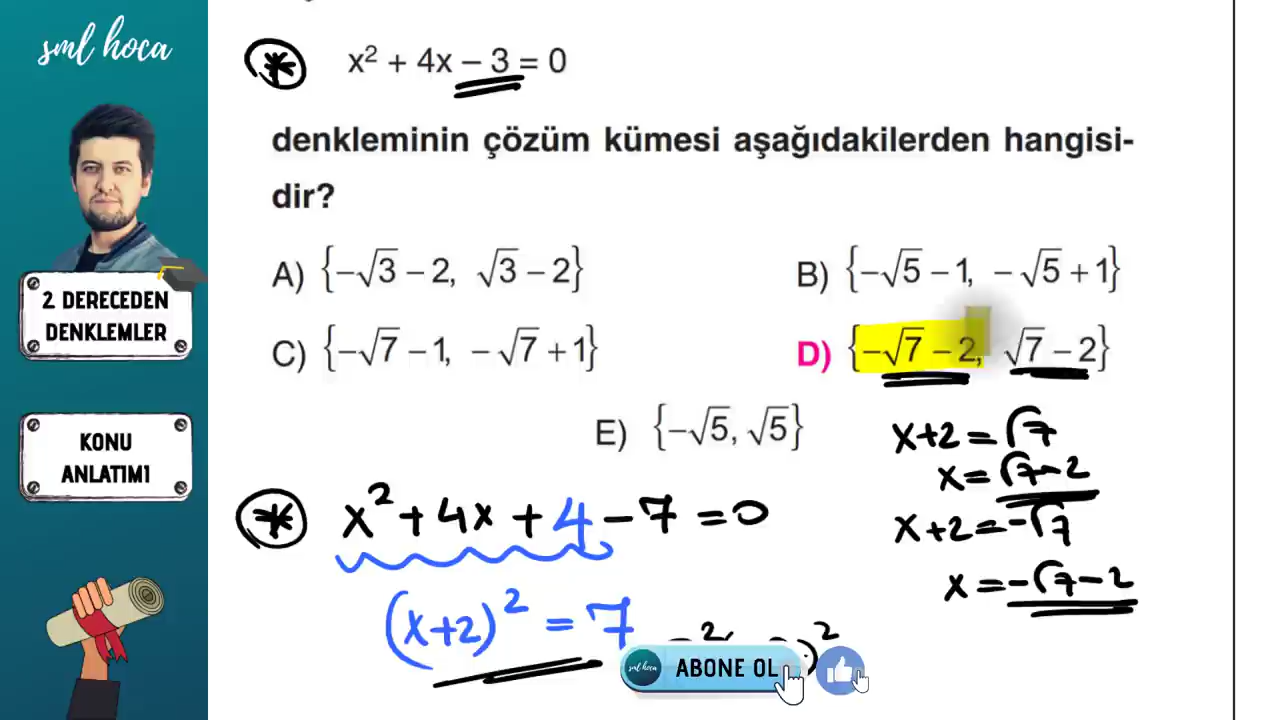 sml hoca
x² + 4x – 3 = 0
denkleminin çözüm kümesi aşağıdakilerden hangisi-
dir?
A) {–√3 – 2, √3 – 2}
B) {–√5 – 1, –√5 + 1}
C) {–√7 – 1, –√7 + 1}
D) {–√7 – 2, √7 – 2}
E) {–√5, √5}
2 DERECEDEN
DENKLEMLER
KONU
ANLATIMI
x² + 4x + 4 – 7 = 0
(x+2)² = 7
x+2 = √7
x = √7 – 2
x+2 = –√7
x = –√7 – 2
sml hoca
ABONE OL